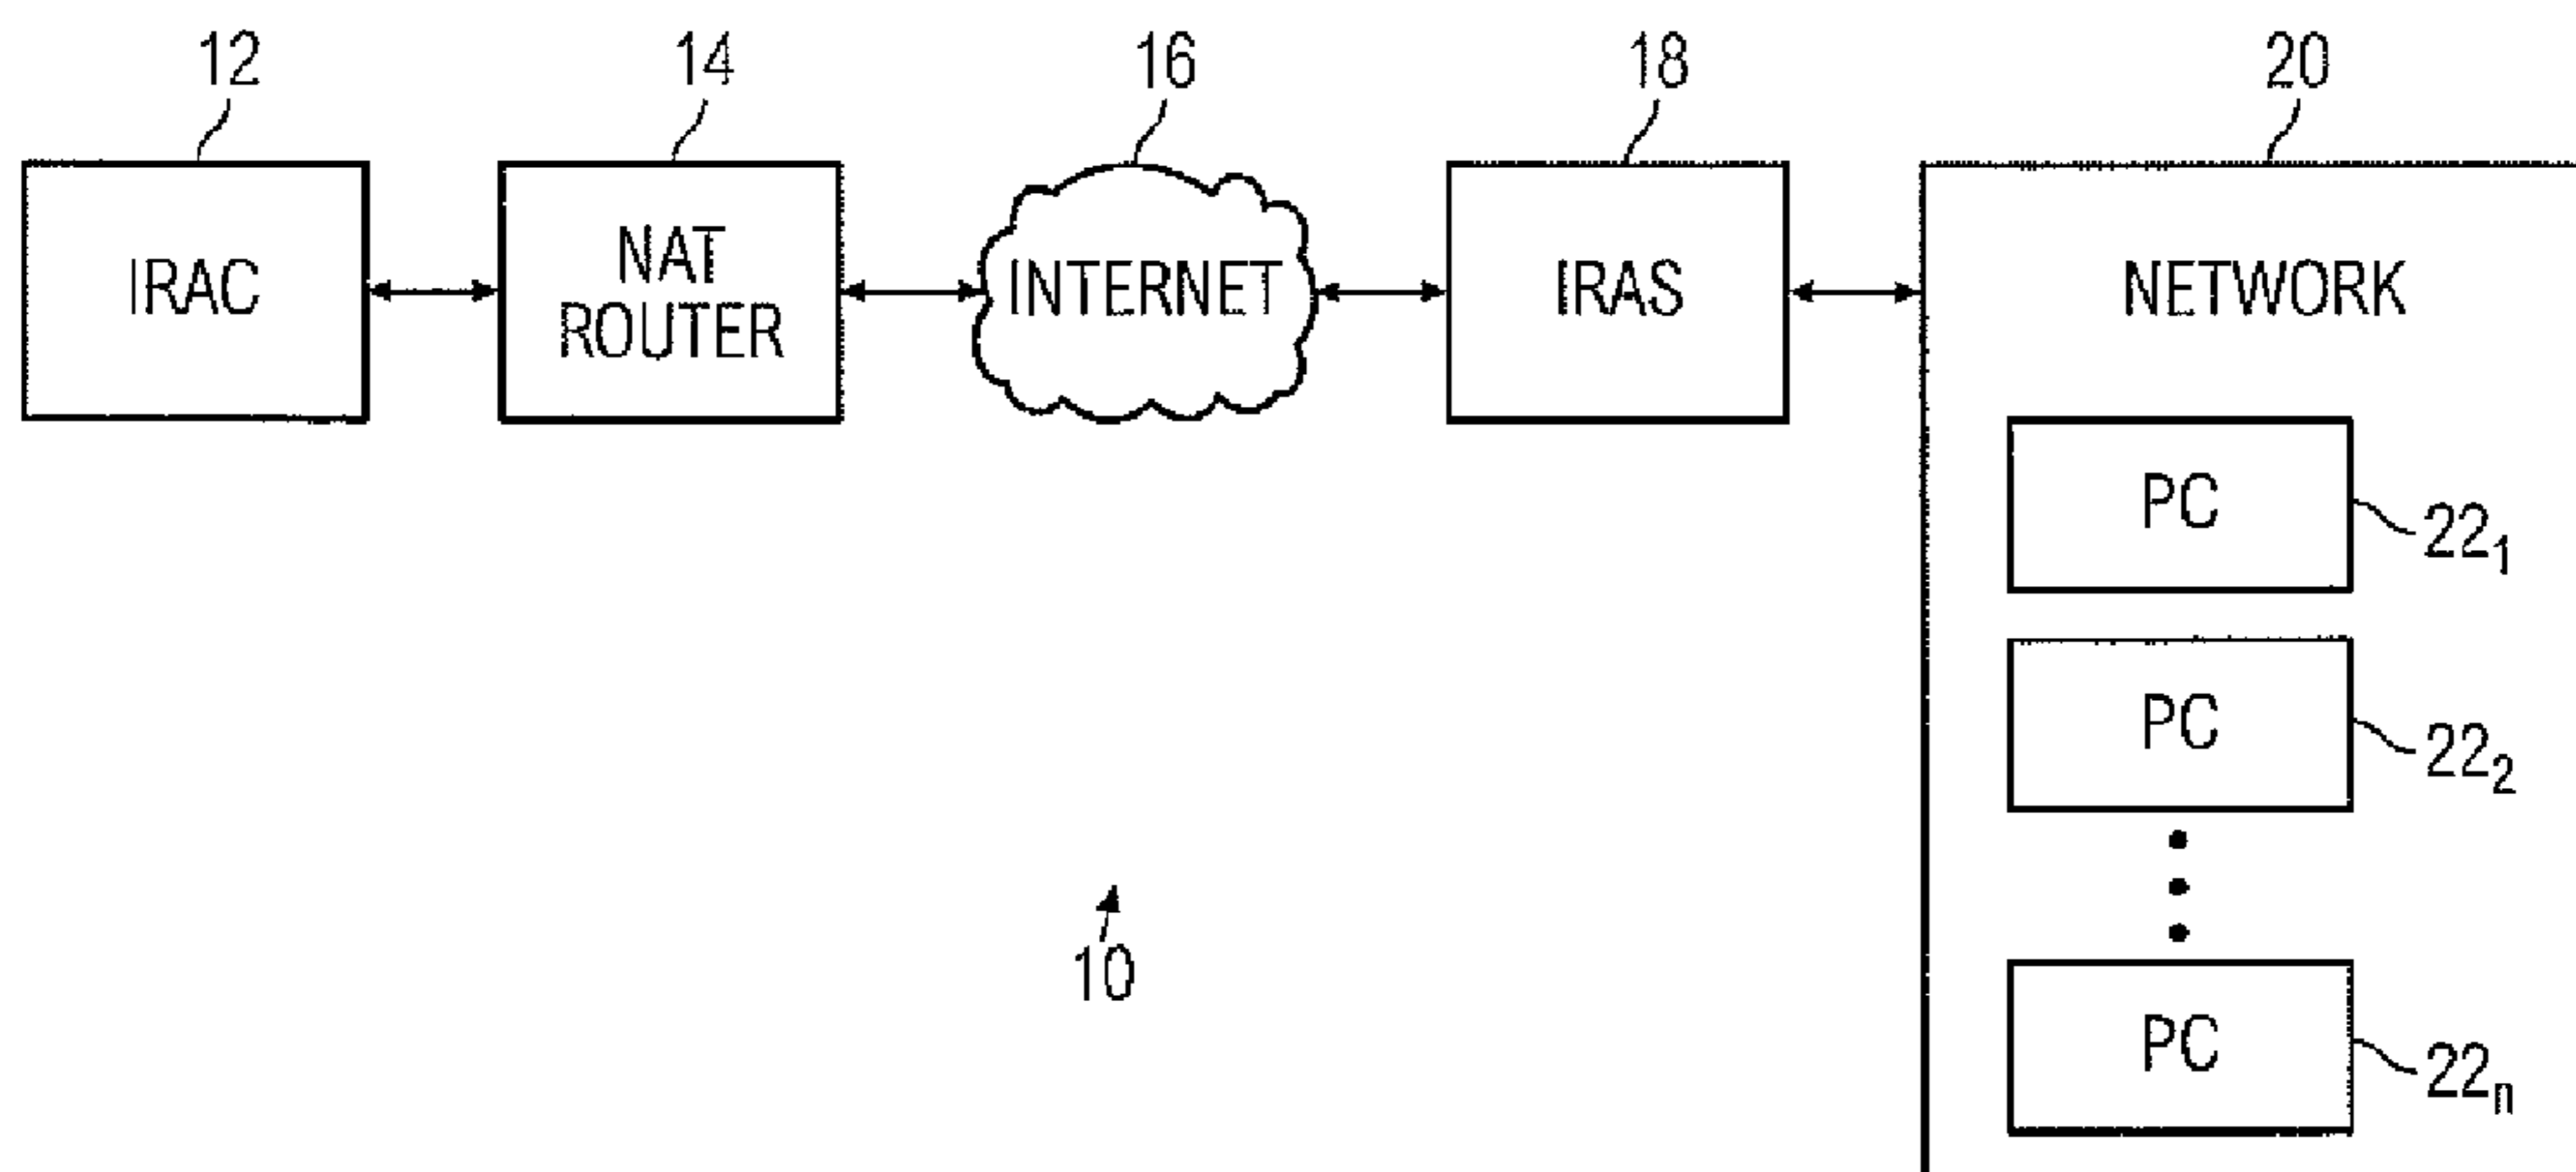 12 14 16 18 20
IRAC
NAT
ROUTER
INTERNET
IRAS
NETWORK
PC
22₁
PC
22₂
10
PC
22ₙ